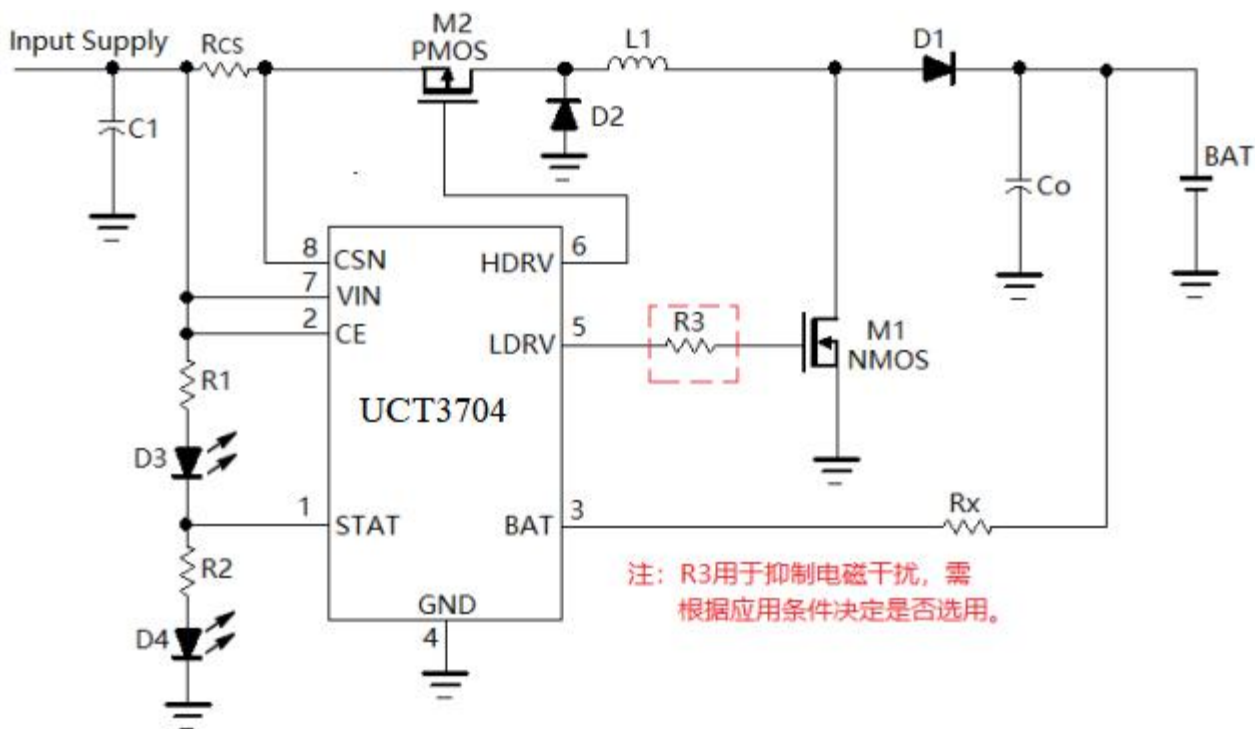 Input Supply
Rcs
M2
PMOS
L1
D1
C1
D2
Co
BAT
8
CSN
HDRV
6
7
VIN
2
CE
LDRV
5
R3
M1
NMOS
R1
UCT3704
D3
1
STAT
BAT
3
Rx
R2
注：R3用于抑制电磁干扰，需
根据应用条件决定是否选用。
GND
4
D4